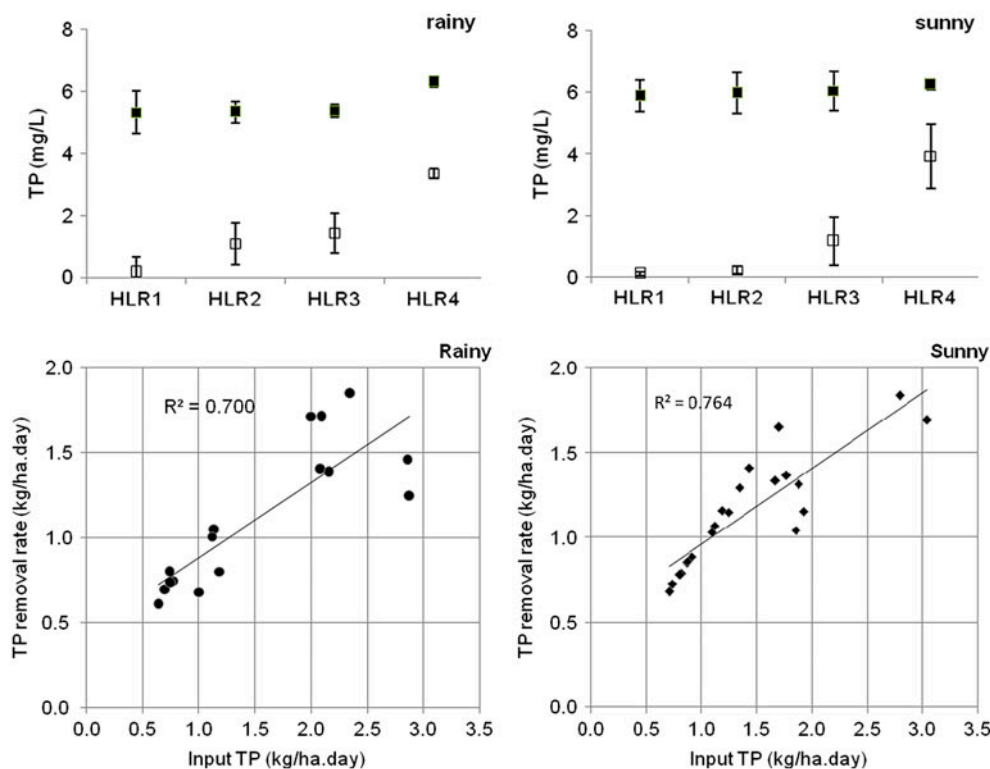 rainy
8
6
4
2
0
TP (mg/L)
HLR1 HLR2 HLR3 HLR4
sunny
8
6
4
2
0
TP (mg/L)
HLR1 HLR2 HLR3 HLR4
Rainy
2.0
1.5
1.0
0.5
0.0
TP removal rate (kg/ha.day)
R² = 0.700
0.0 0.5 1.0 1.5 2.0 2.5 3.0 3.5
Input TP (kg/ha.day)
Sunny
2.0
1.5
1.0
0.5
0.0
TP removal rate (kg/ha.day)
R² = 0.764
0.0 0.5 1.0 1.5 2.0 2.5 3.0 3.5
Input TP (kg/ha.day)